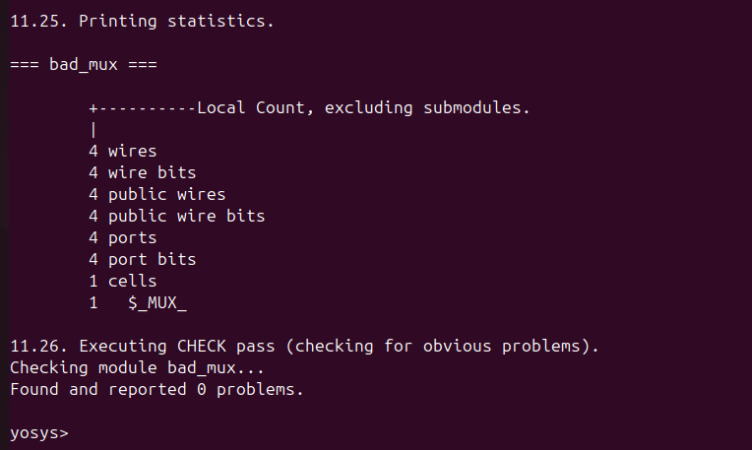 11.25. Printing statistics.
=== bad_mux ===
+----------Local Count, excluding submodules.
|
4 wires
4 wire bits
4 public wires
4 public wire bits
4 ports
4 port bits
1 cells
1   $_MUX_
11.26. Executing CHECK pass (checking for obvious problems).
Checking module bad_mux...
Found and reported 0 problems.
yosys>